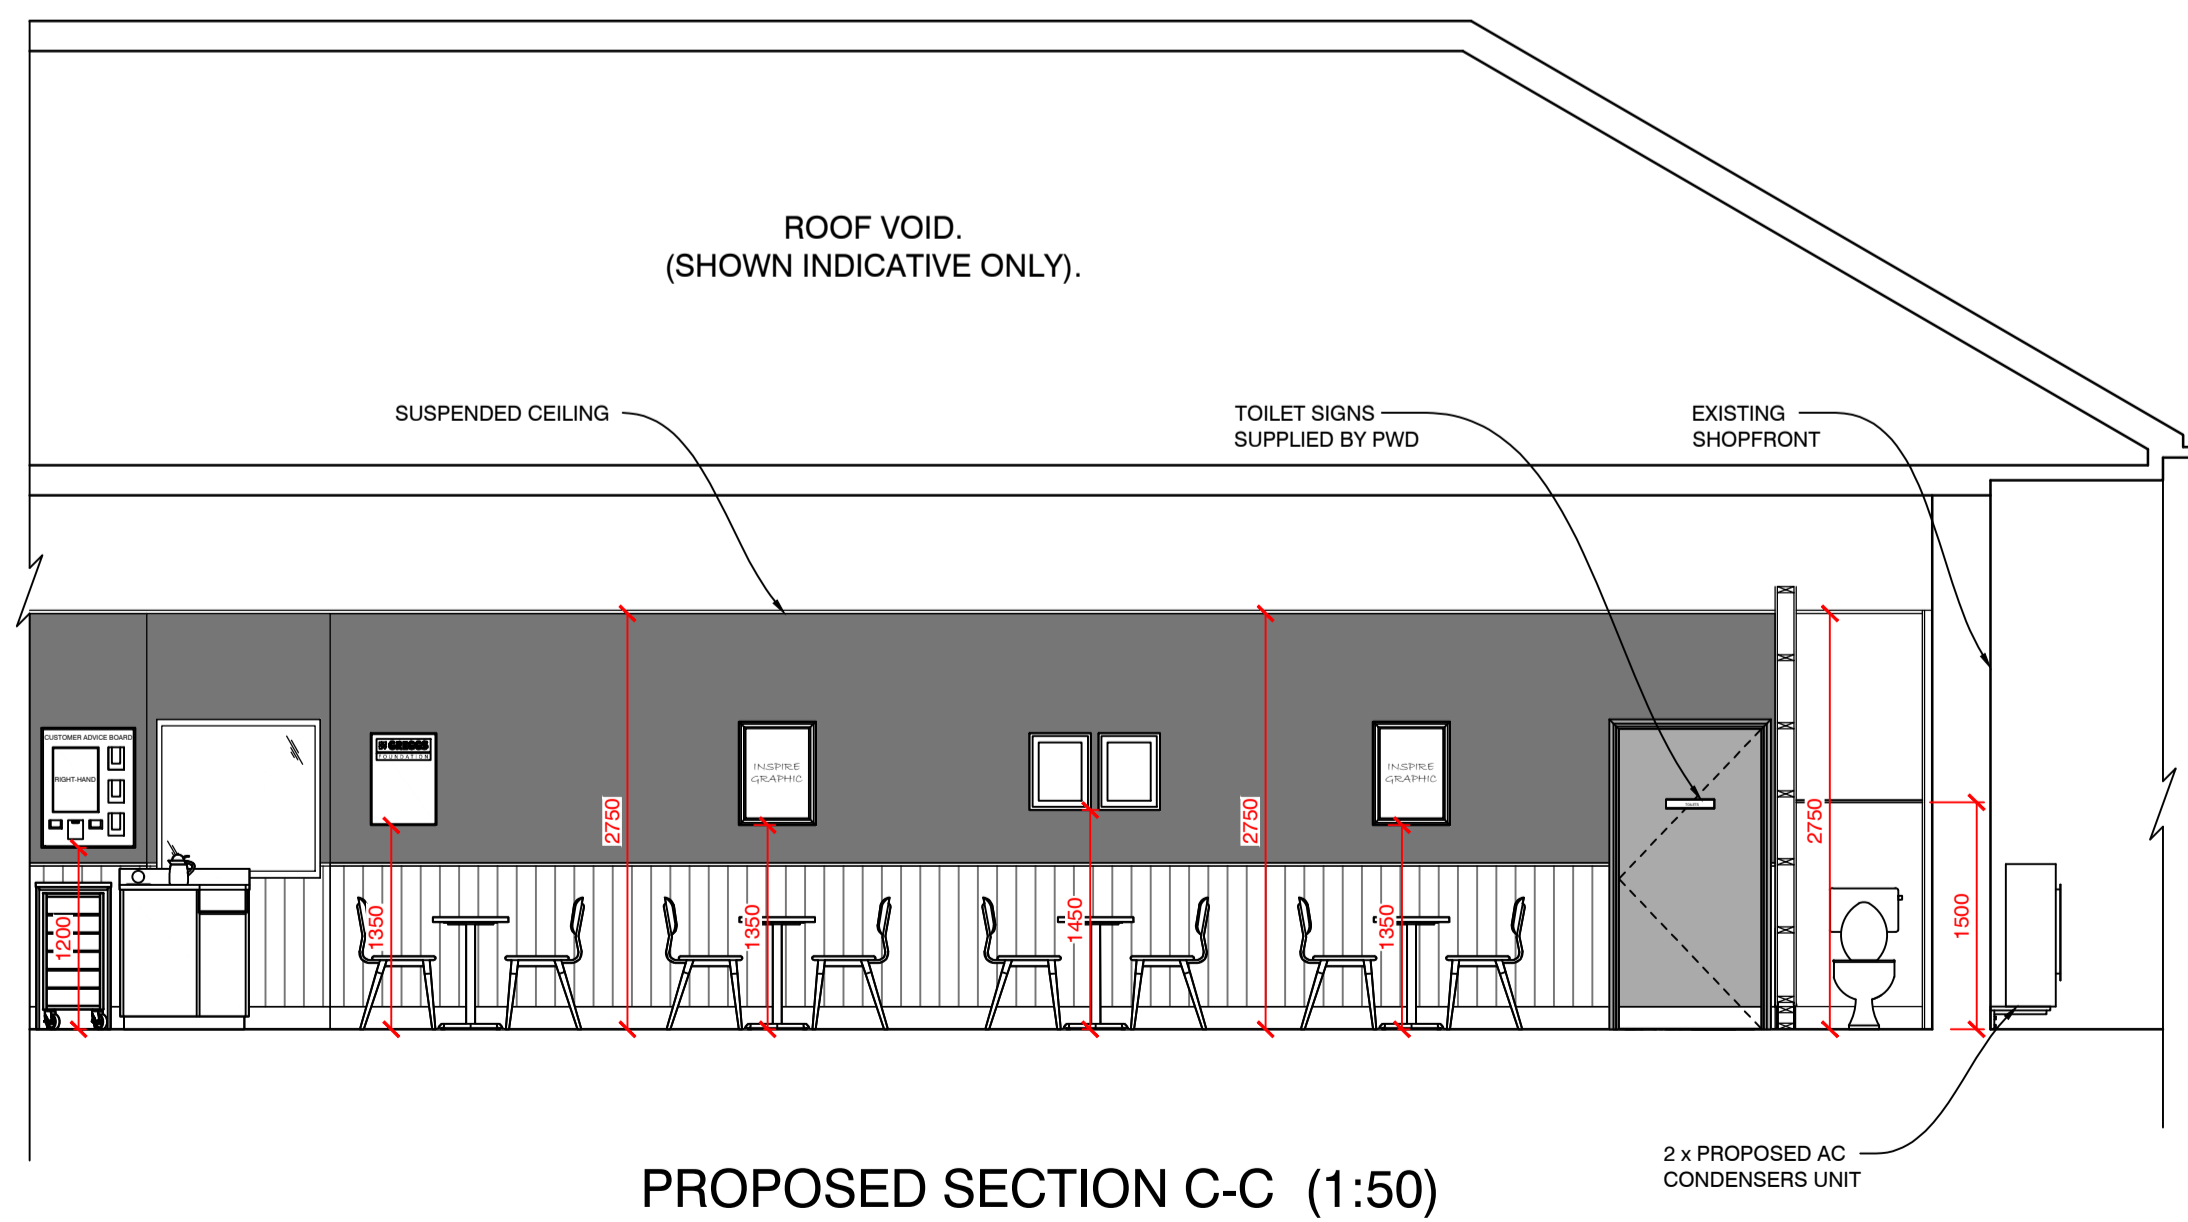 ROOF VOID.
(SHOWN INDICATIVE ONLY).
SUSPENDED CEILING
TOILET SIGNS
SUPPLIED BY PWD
EXISTING
SHOPFRONT
CUSTOMER ADVICE BOARD
RIGHT-HAND
GREGGS
FOUNDATION
INSPIRE
GRAPHIC
INSPIRE
GRAPHIC
2750
2750
2750
1200
1350
1350
1450
1350
1500
2 x PROPOSED AC
CONDENSERS UNIT
PROPOSED SECTION C-C (1:50)